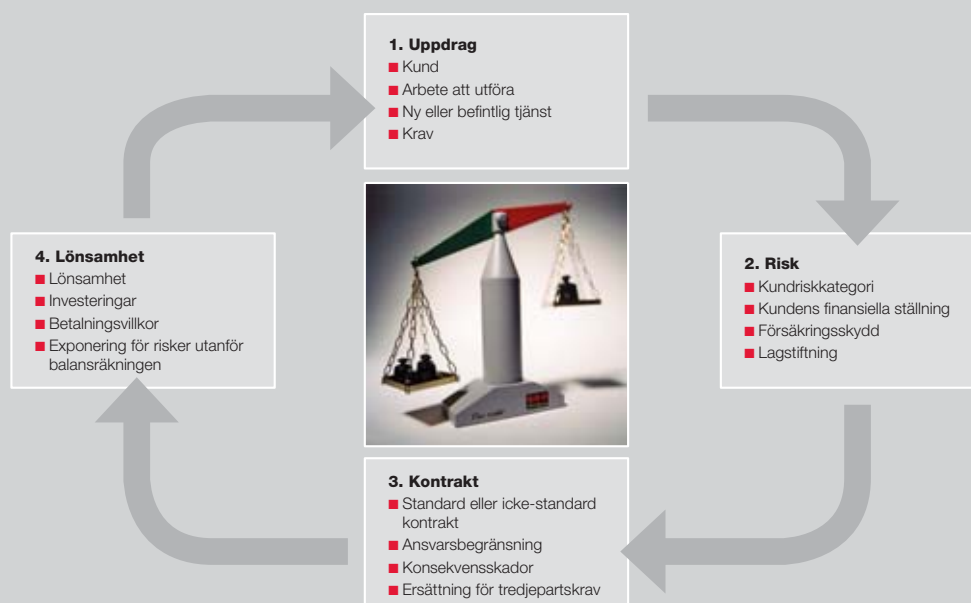 1. Uppdrag
■ Kund
■ Arbete att utföra
■ Ny eller befintlig tjänst
■ Krav
2. Risk
■ Kundriskkategori
■ Kundens finansiella ställning
■ Försäkringsskydd
■ Lagstiftning
3. Kontrakt
■ Standard eller icke-standard
kontrakt
■ Ansvarsbegränsning
■ Konsekvensskador
■ Ersättning för tredjepartskrav
4. Lönsamhet
■ Lönsamhet
■ Investeringar
■ Betalningsvillkor
■ Exponering för risker utanför
balansräkningen